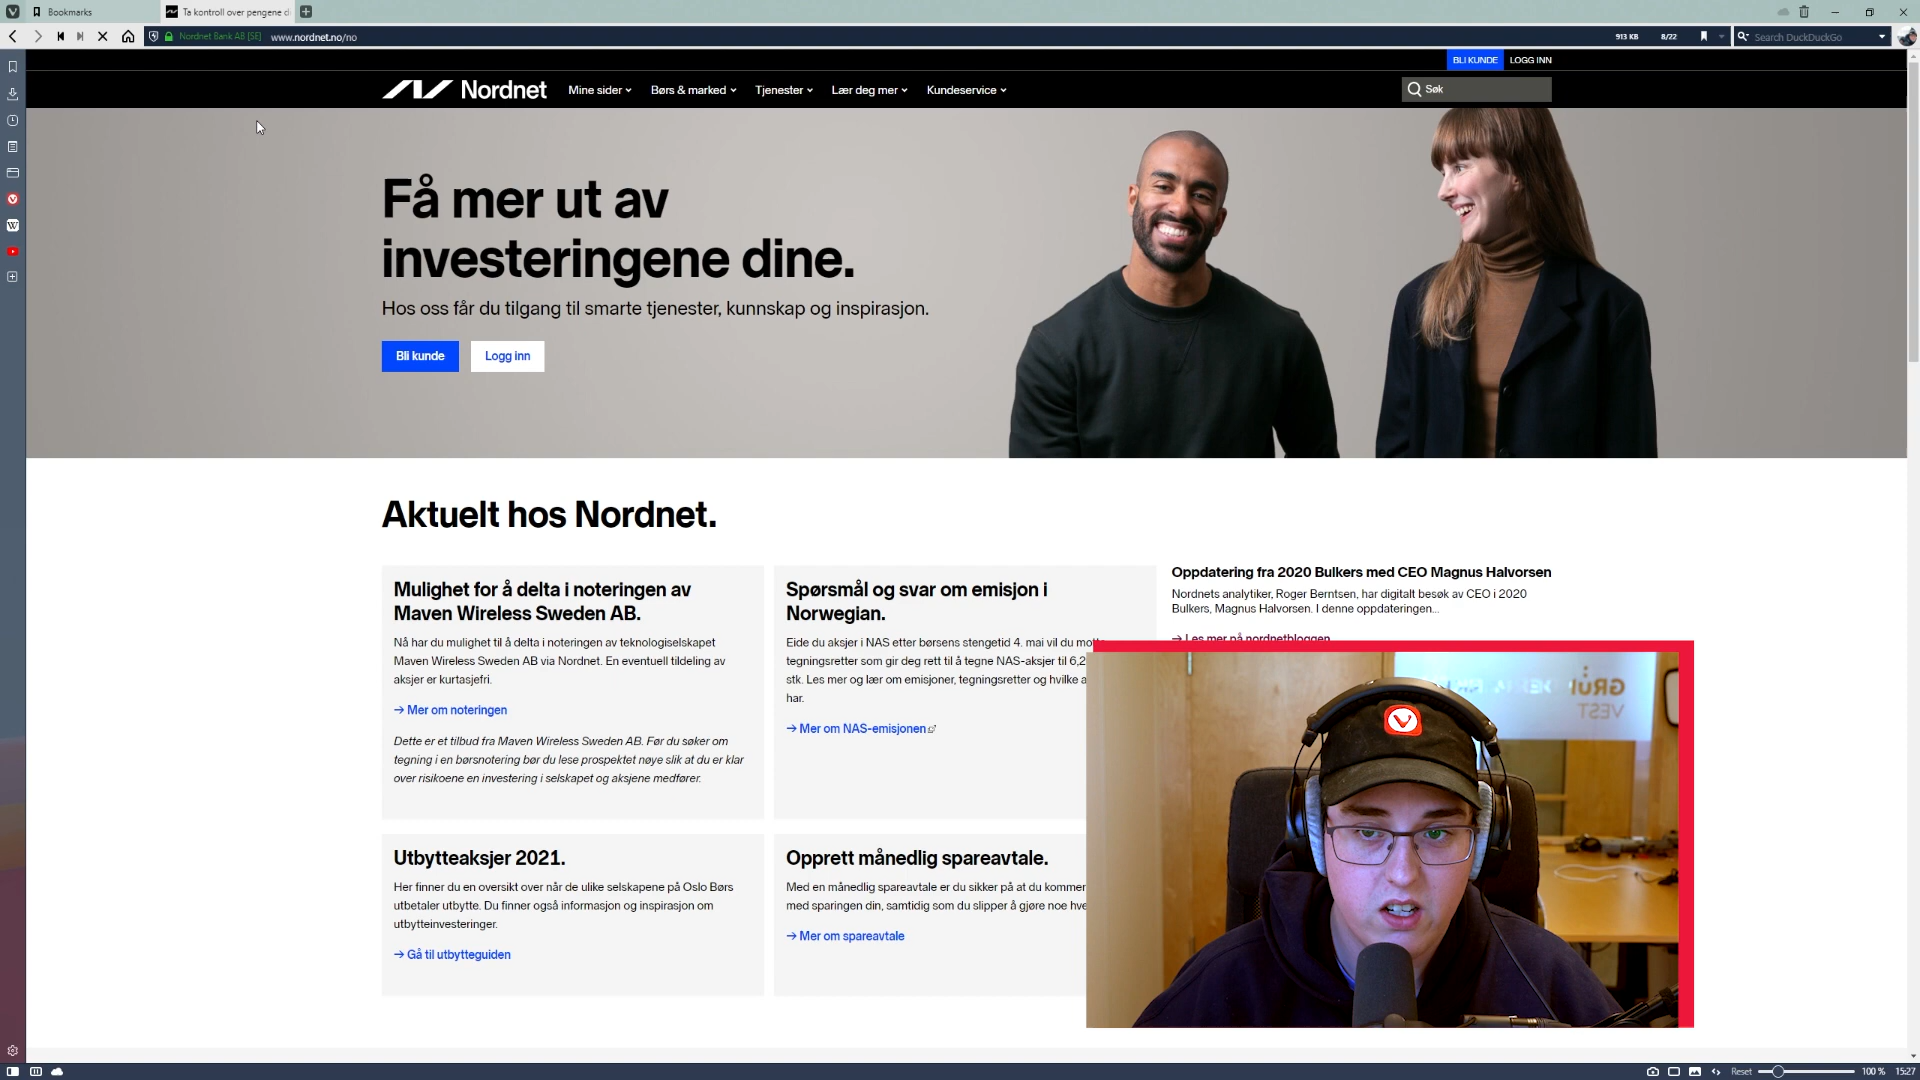 Bookmarks
Ta kontroll over pengene di
Nordnet Bank AB [SE]
www.nordnet.no/no
913 KB
8/22
Search DuckDuckGo
BLI KUNDE
LOGG INN
Nordnet
Mine sider
Børs & marked
Tjenester
Lær deg mer
Kundeservice
Søk
Få mer ut av
investeringene dine.
Hos oss får du tilgang til smarte tjenester, kunnskap og inspirasjon.
Bli kunde
Logg inn
Aktuelt hos Nordnet.
Mulighet for å delta i noteringen av
Maven Wireless Sweden AB.
Nå har du mulighet til å delta i noteringen av teknologiselskapet
Maven Wireless Sweden AB via Nordnet. En eventuell tildeling av
aksjer er kurtasjefri.
→ Mer om noteringen
Dette er et tilbud fra Maven Wireless Sweden AB. Før du søker om
tegning i en børsnotering bør du lese prospektet nøye slik at du er klar
over risikoene en investering i selskapet og aksjene medfører.
Spørsmål og svar om emisjon i
Norwegian.
Eide du aksjer i NAS etter børsens stengetid 4. mai vil du motta
tegningsretter som gir deg rett til å tegne NAS-aksjer til 6,2
stk. Les mer og lær om emisjoner, tegningsretter og hvilke a
har.
→ Mer om NAS-emisjonen
Oppdatering fra 2020 Bulkers med CEO Magnus Halvorsen
Nordnets analytiker, Roger Berntsen, har digitalt besøk av CEO i 2020
Bulkers, Magnus Halvorsen. I denne oppdateringen...
→ Les mer på nordnetbloggen
Utbytteaksjer 2021.
Her finner du en oversikt over når de ulike selskapene på Oslo Børs
utbetaler utbytte. Du finner også informasjon og inspirasjon om
utbytteinvesteringer.
→ Gå til utbytteguiden
Opprett månedlig spareavtale.
Med en månedlig spareavtale er du sikker på at du kommer
med sparingen din, samtidig som du slipper å gjøre noe hve
→ Mer om spareavtale
VEST
Reset
100 %
15:27